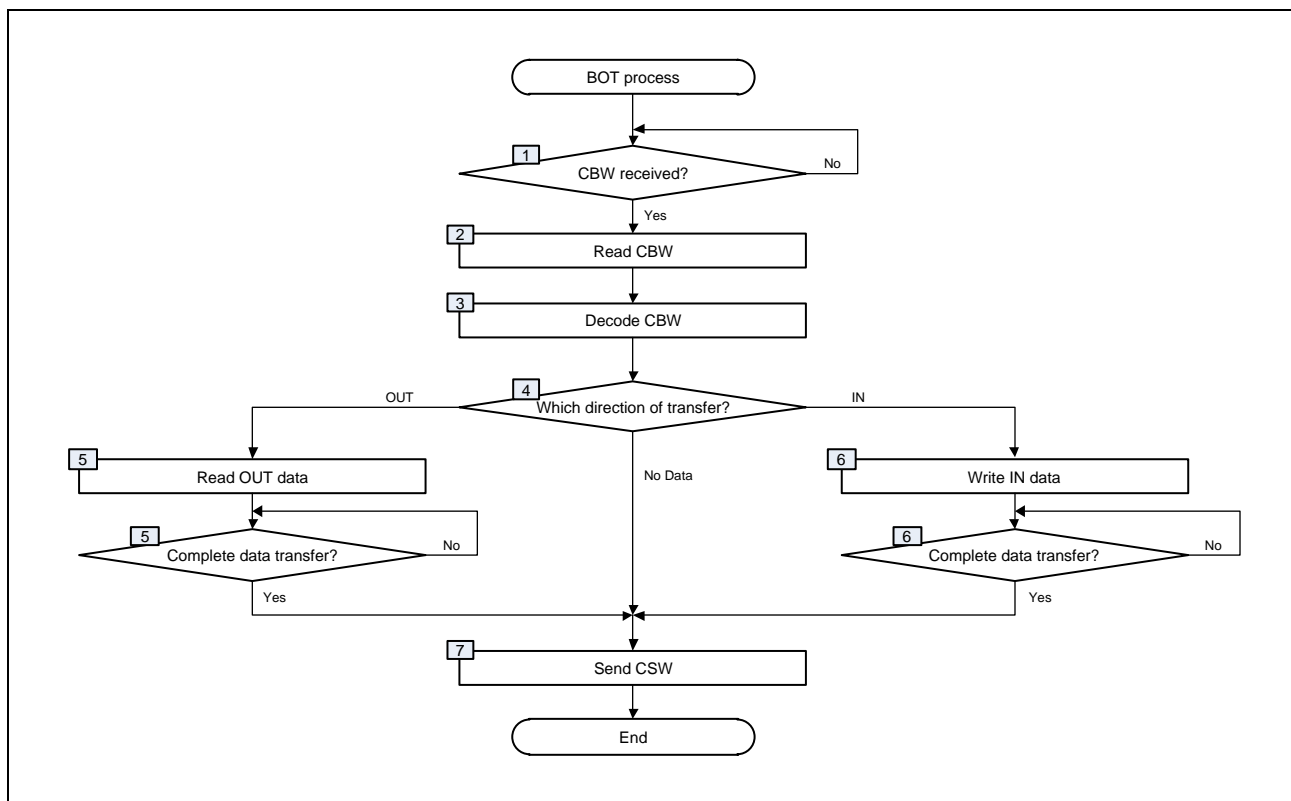 BOT process
1
CBW received?
No
Yes
2
Read CBW
3
Decode CBW
4
Which direction of transfer?
OUT
IN
No Data
5
Read OUT data
5
Complete data transfer?
No
Yes
6
Write IN data
6
Complete data transfer?
No
Yes
7
Send CSW
End